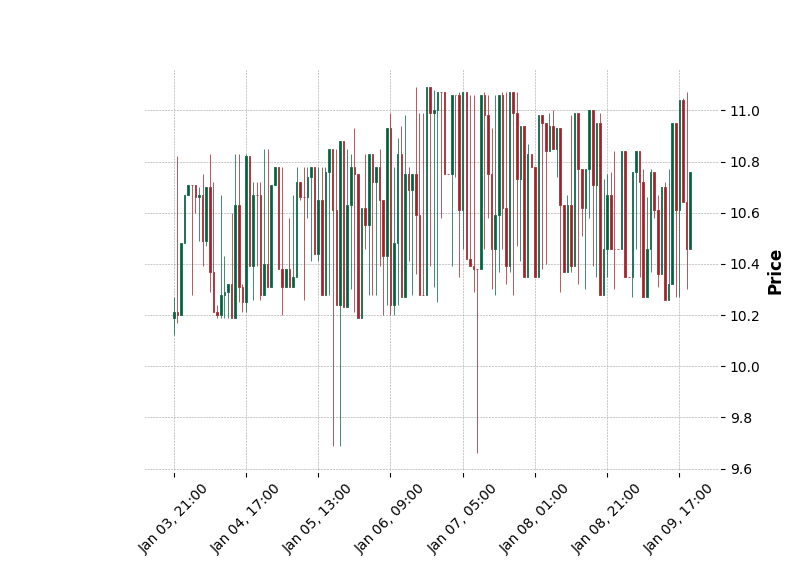 11.0
10.8
10.6
10.4
10.2
10.0
9.8
9.6
Price
Jan 03, 21:00
Jan 04, 17:00
Jan 05, 13:00
Jan 06, 09:00
Jan 07, 05:00
Jan 08, 01:00
Jan 08, 21:00
Jan 09, 17:00